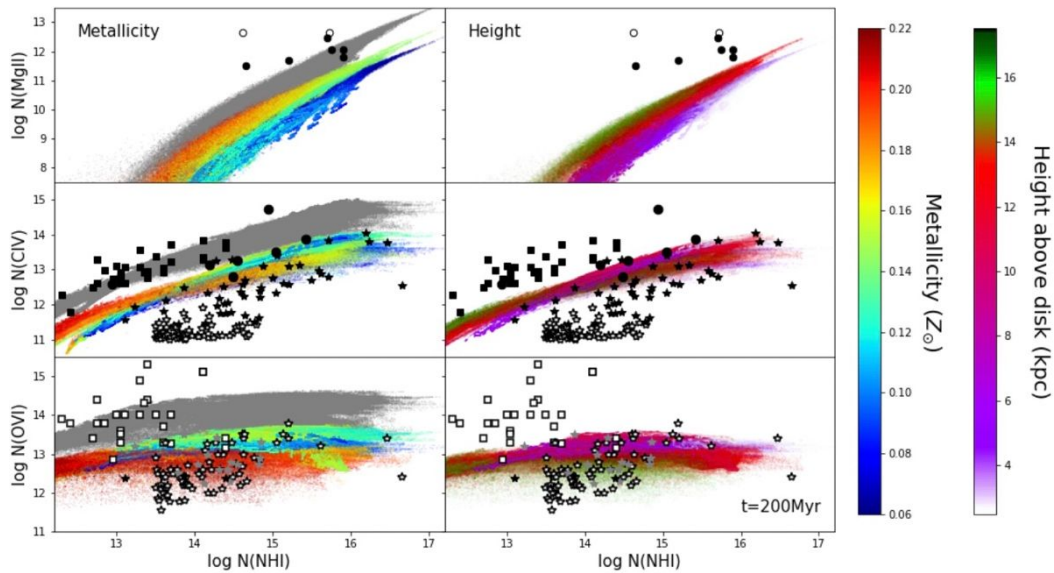 Metallicity
Height
log N(MgII)
13
12
11
10
9
8
log N(CIV)
15
14
13
12
11
log N(OVI)
15
14
13
12
11
t=200Myr
13 14 15 16 17
13 14 15 16 17
log N(NHI)
log N(NHI)
0.22
0.20
0.18
0.16
0.14
0.12
0.10
0.08
0.06
Metallicity (Z⊙)
16
14
12
10
8
6
4
Height above disk (kpc)